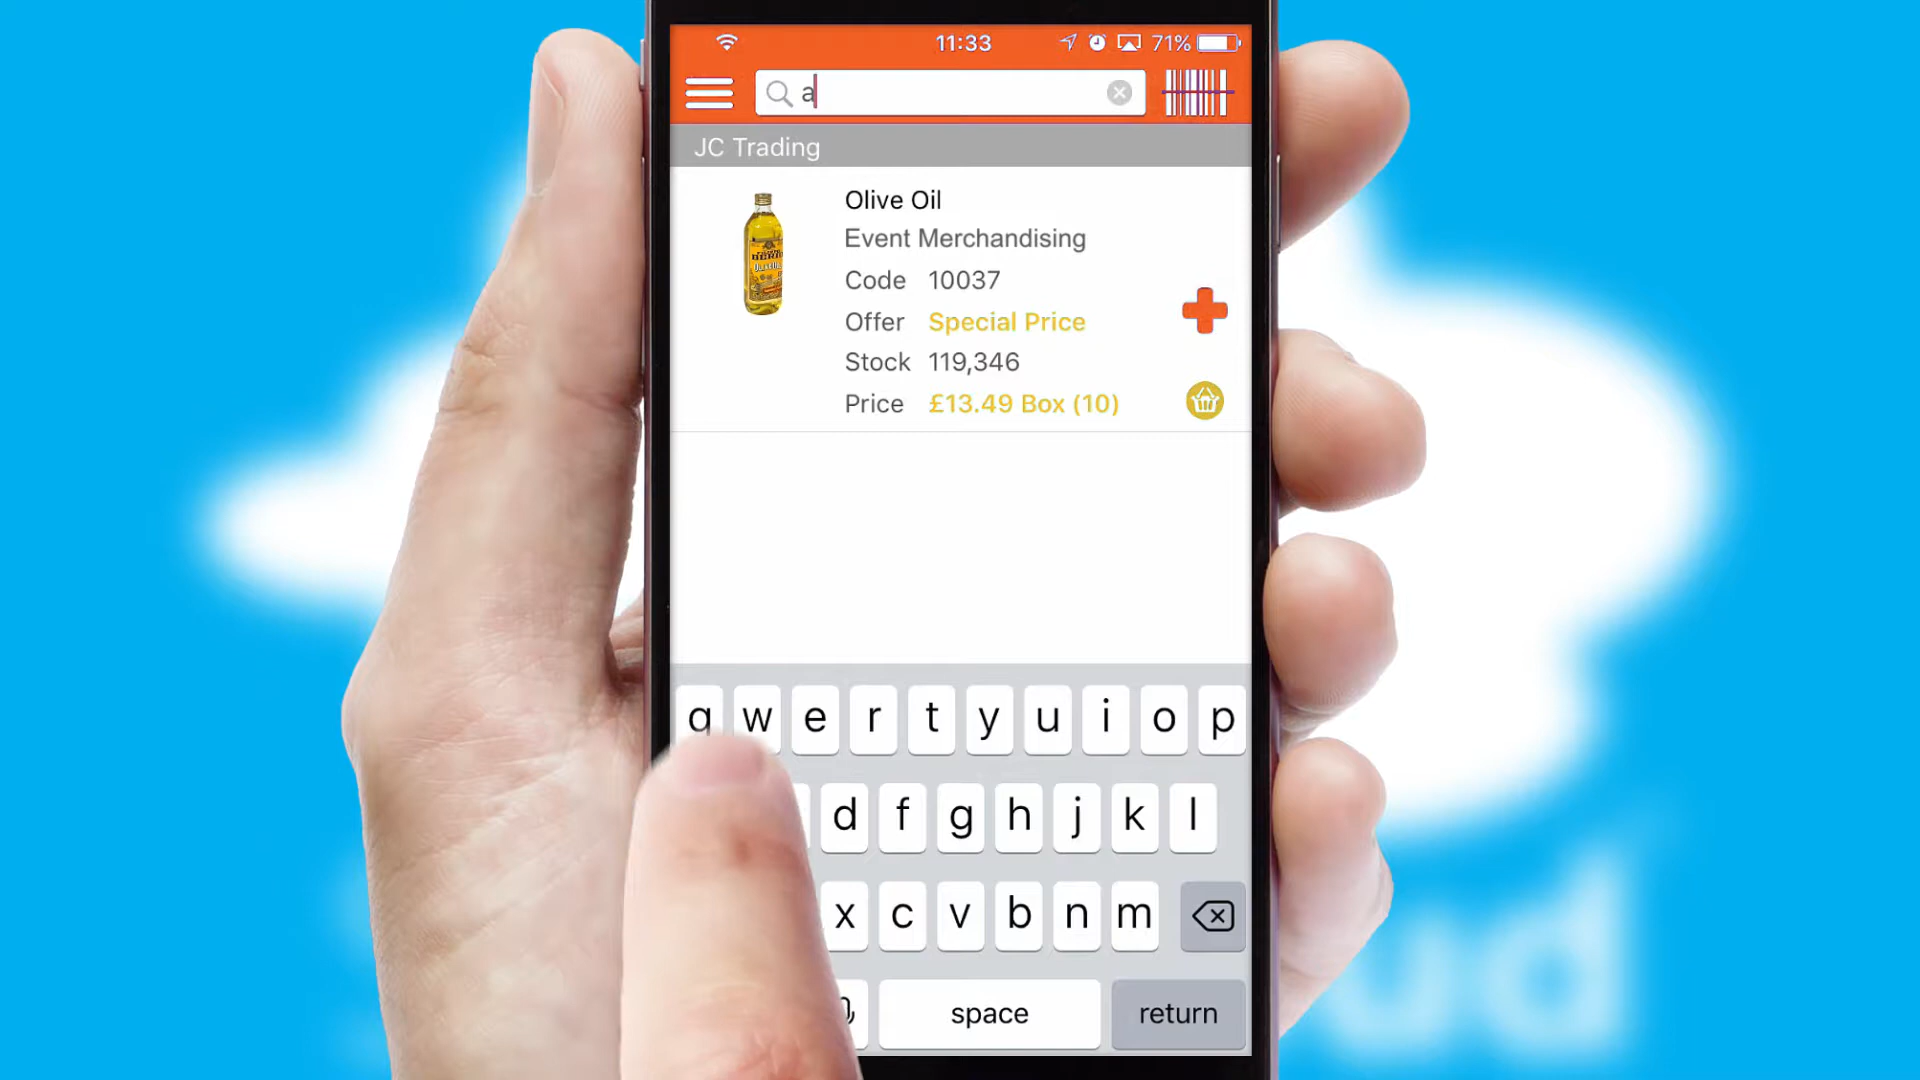 11:33
71%
a
JC Trading
Olive Oil
Event Merchandising
Code 10037
Offer Special Price
Stock 119,346
Price £13.49 Box (10)
q w e r t y u i o p
d f g h j k l
x c v b n m
space return
ud